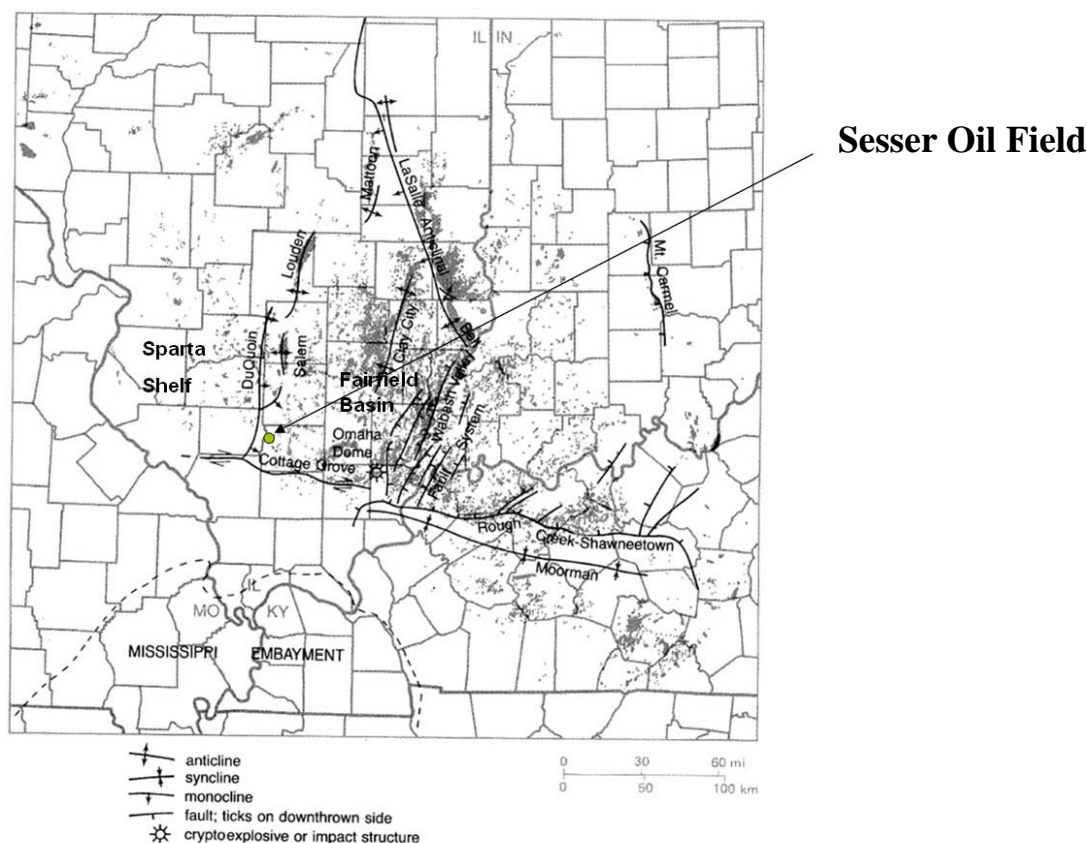 IL IN
Sesser Oil Field
Mattoon
LaSalle Anticlinal Belt
Louden
Mt. Carmel
Clay City
DuQuoin
Salem
Sparta
Shelf
Fairfield
Basin
Wabash Valley
Fault System
Omaha
Dome
Cottage Grove
Rough Creek-Shawneetown
Moorman
IL
MO
KY
MISSISSIPPI EMBAYMENT
anticline
syncline
monocline
fault; ticks on downthrown side
cryptoexplosive or impact structure
0 30 60 mi
0 50 100 km